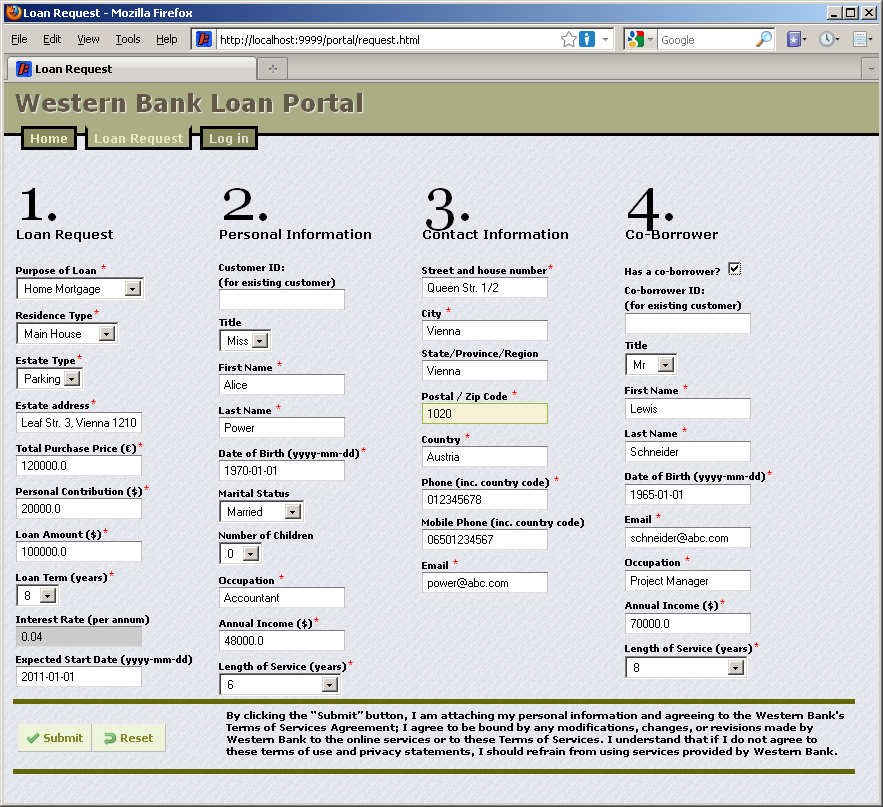 Loan Request - Mozilla Firefox
File Edit View Tools Help
http://localhost:9999/portal/request.html
Google
Loan Request
Western Bank Loan Portal
Home
Loan Request
Log in
1.
Loan Request
Purpose of Loan *
Home Mortgage
Residence Type*
Main House
Estate Type*
Parking
Estate address*
Leaf Str. 3, Vienna 1210
Total Purchase Price (€)*
120000.0
Personal Contribution ($)*
20000.0
Loan Amount ($)*
100000.0
Loan Term (years)*
8
Interest Rate (per annum)
0.04
Expected Start Date (yyyy-mm-dd)
2011-01-01
2.
Personal Information
Customer ID:
(for existing customer)
Title
Miss
First Name *
Alice
Last Name *
Power
Date of Birth (yyyy-mm-dd)*
1970-01-01
Marital Status
Married
Number of Children
0
Occupation *
Accountant
Annual Income ($)*
48000.0
Length of Service (years)*
6
3.
Contact Information
Street and house number*
Queen Str. 1/2
City *
Vienna
State/Province/Region
Vienna
Postal / Zip Code *
1020
Country *
Austria
Phone (inc. country code) *
012345678
Mobile Phone (inc. country code)
06501234567
Email *
power@abc.com
4.
Co-Borrower
Has a co-borrower?
Co-borrower ID:
(for existing customer)
Title
Mr
First Name *
Lewis
Last Name *
Schneider
Date of Birth (yyyy-mm-dd)*
1965-01-01
Email *
schneider@abc.com
Occupation *
Project Manager
Annual Income ($)*
70000.0
Length of Service (years)*
8
Submit
Reset
By clicking the "Submit" button, I am attaching my personal information and agreeing to the Western Bank's
Terms of Services Agreement; I agree to be bound by any modifications, changes, or revisions made by
Western Bank to the online services or to these Terms of Services. I understand that if I do not agree to
these terms of use and privacy statements, I should refrain from using services provided by Western Bank.